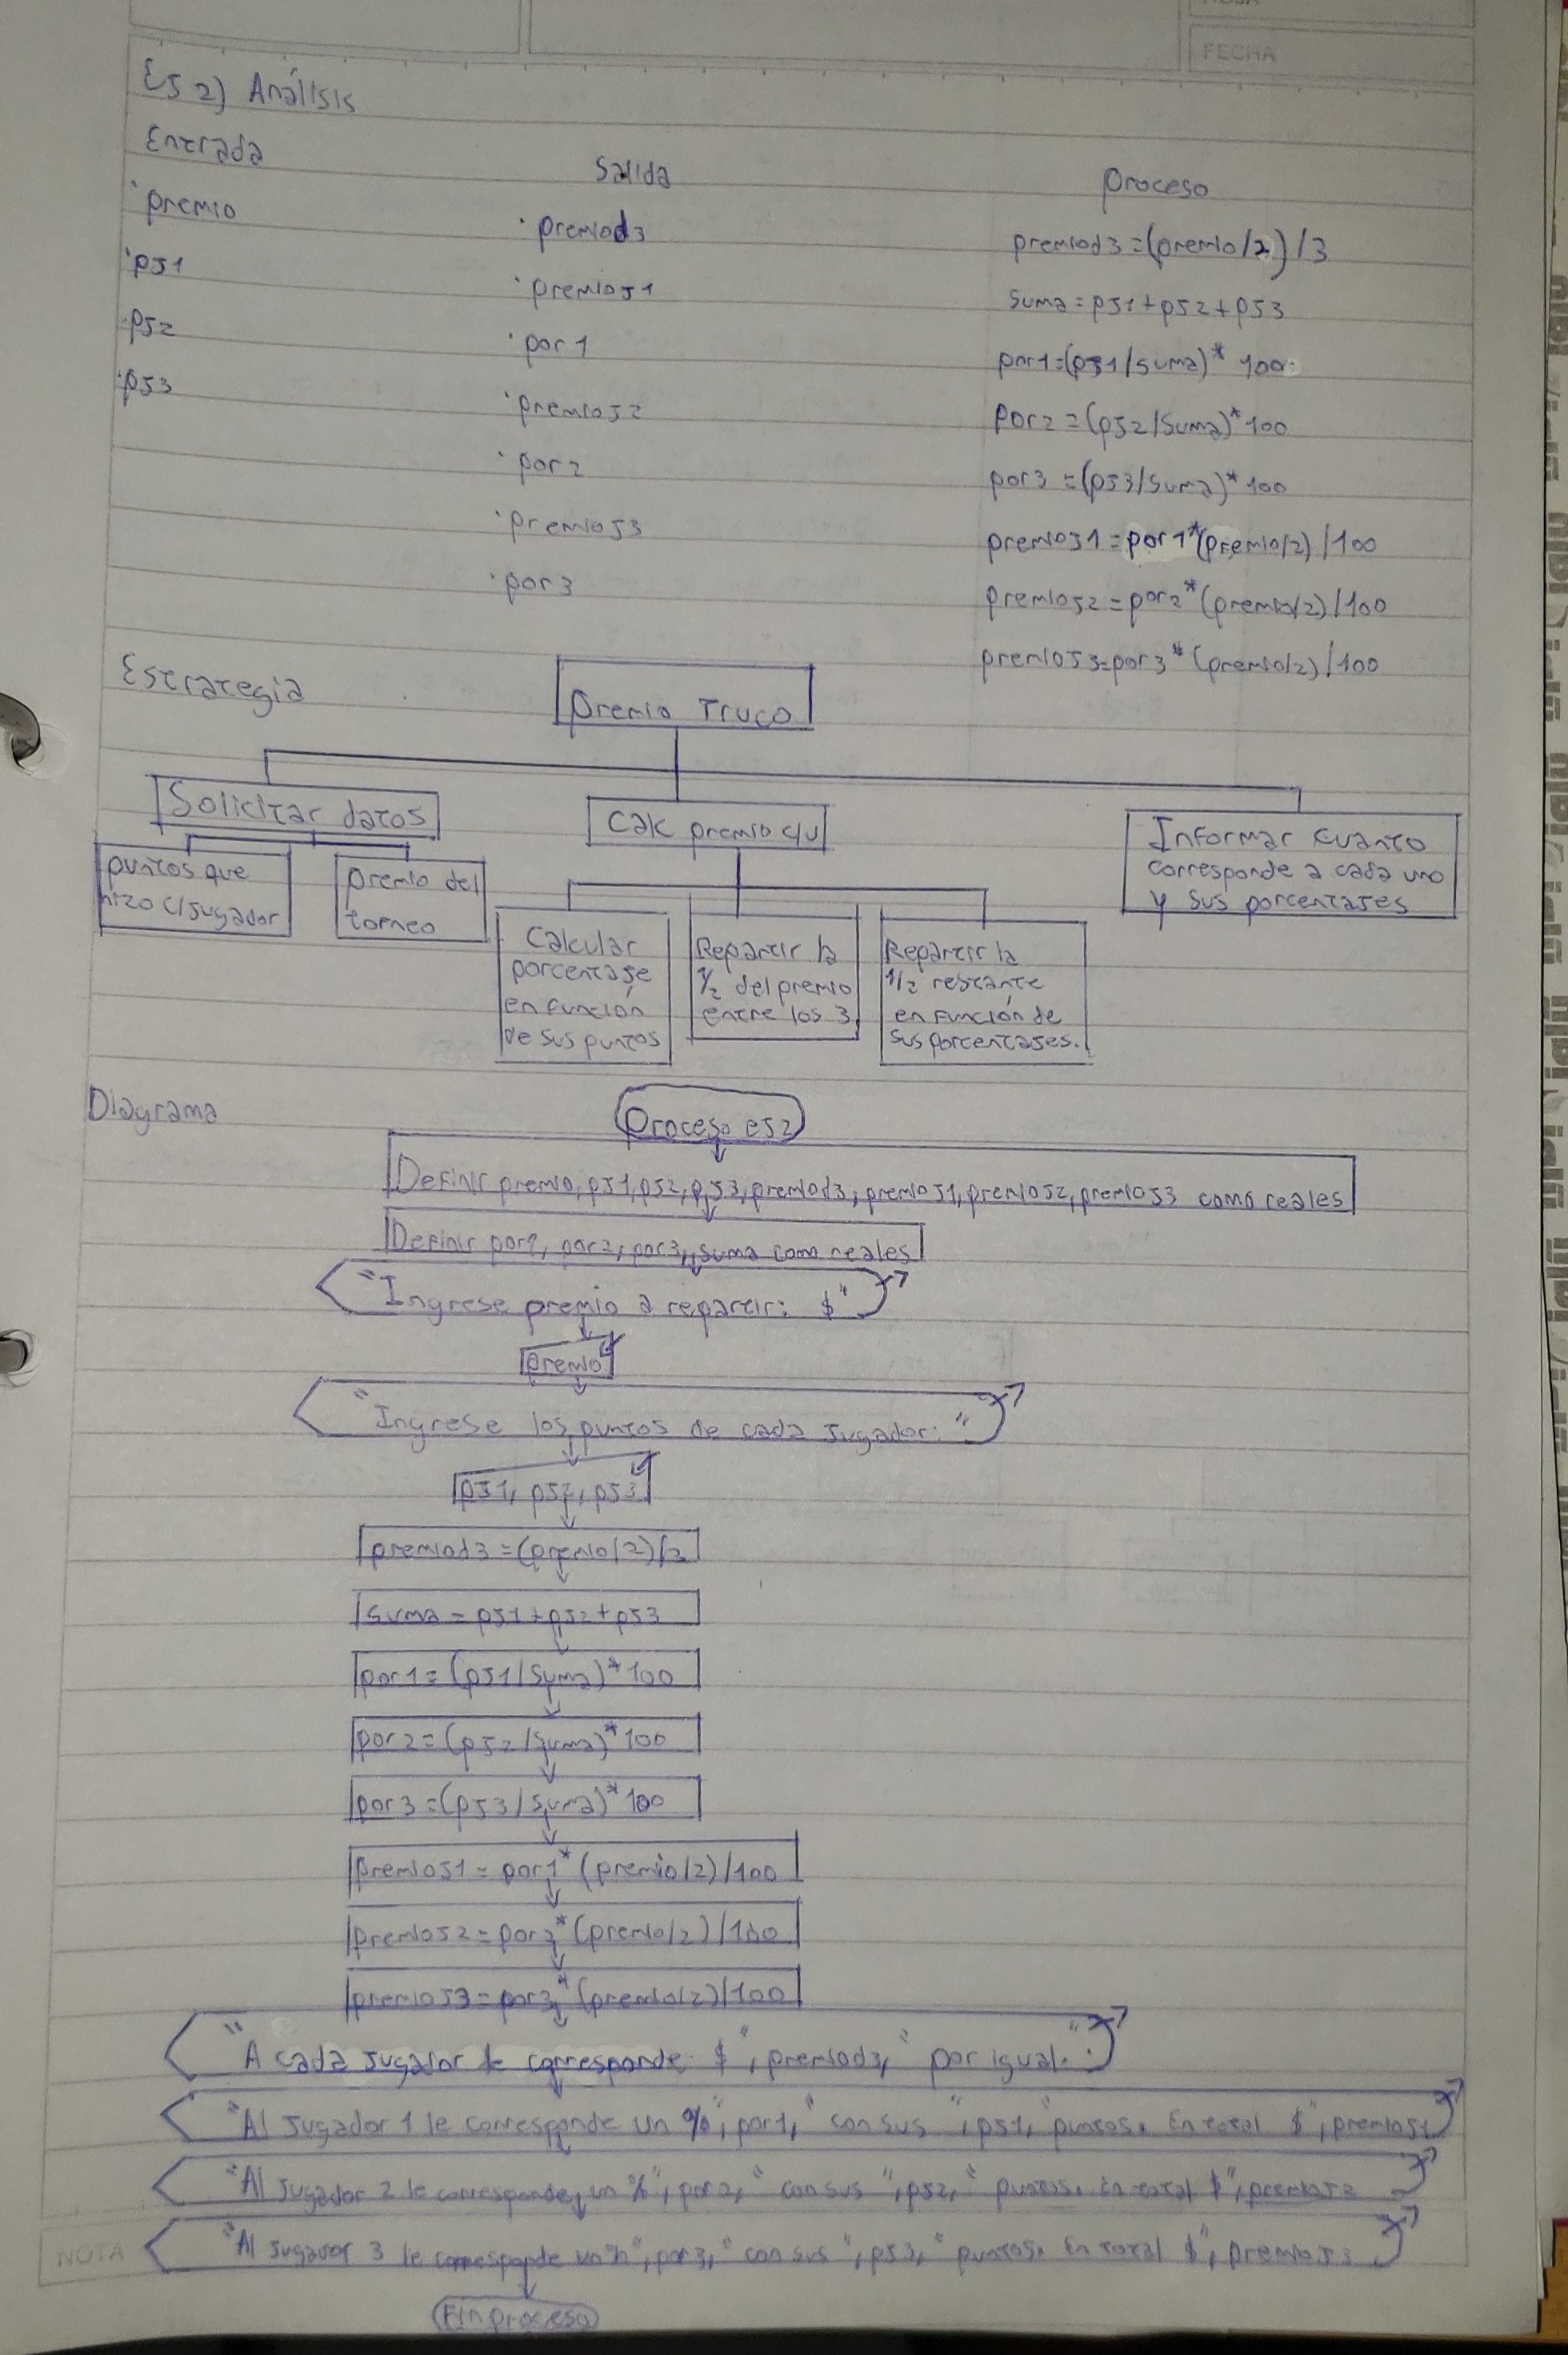 FECHA
EJ 2) Análisis
Entrada
Salida
Proceso
·premio
·premiod3
premiod3=(premio/2)/3
·pJ1
·premioJ1
suma=pJ1+pJ2+pJ3
·pJ2
·por1
por1=(pJ1/suma)*100
·pJ3
·premioJ2
por2=(pJ2/suma)*100
·por2
por3=(pJ3/suma)*100
·premioJ3
premioJ1=por1*(premio/2)/100
·por3
premioJ2=por2*(premio/2)/100
premioJ3=por3*(premio/2)/100
Estrategia
premio Truco
Solicitar datos
Calc premio c/u
Informar cuanto
corresponde a cada uno
y sus porcentajes
puntos que
hizo c/jugador
premio del
torneo
Calcular
porcentaje
en función
de sus puntos
Repartir la
1/2 del premio
entre los 3
Repartir la
1/2 restante
en función de
sus porcentajes.
Diagrama
Proceso eJ2
Definir premio, pJ1, pJ2, pJ3, premiod3, premioJ1, premioJ2, premioJ3 como reales
Definir por1, por2, por3, suma como reales
"Ingrese premio a repartir: $"
premio
"Ingrese los puntos de cada jugador:"
pJ1, pJ2, pJ3
premiod3=(premio/2)/2
suma=pJ1+pJ2+pJ3
por1=(pJ1/suma)*100
por2=(pJ2/suma)*100
por3=(pJ3/suma)*100
premioJ1=por1*(premio/2)/100
premioJ2=por2*(premio/2)/100
premioJ3=por3*(premio/2)/100
"A cada jugador le corresponde: $", premiod3, " por igual."
"Al jugador 1 le corresponde un %", por1, " con sus ", pJ1, " puntos. En total $", premioJ1
"Al jugador 2 le corresponde un %", por2, " con sus ", pJ2, " puntos. En total $", premioJ2
NOTA
"Al jugador 3 le corresponde un %", por3, " con sus ", pJ3, " puntos. En total $", premioJ3
Fin proceso